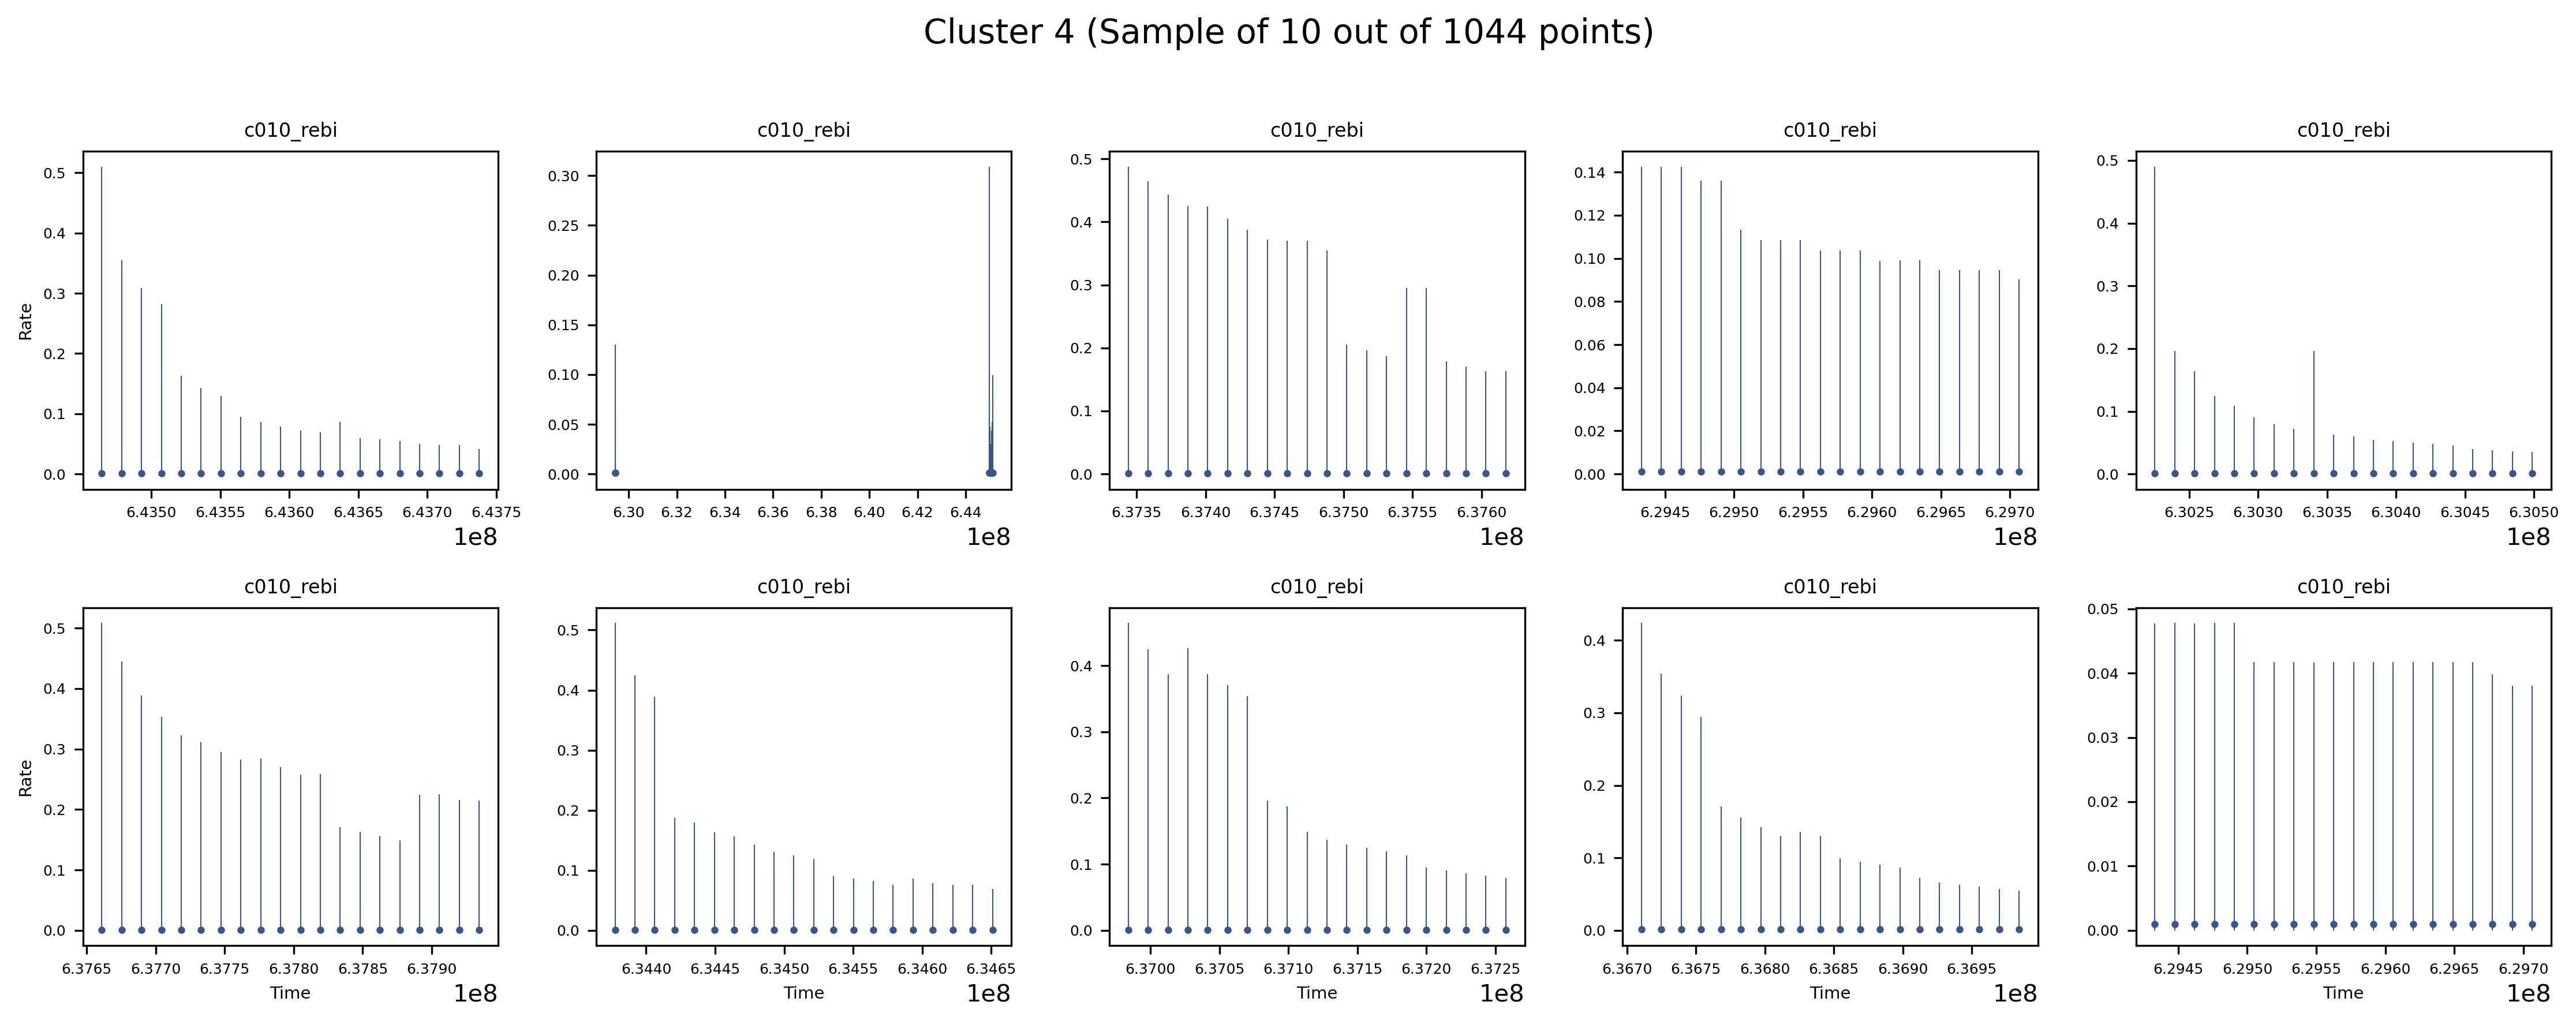 Cluster 4 (Sample of 10 out of 1044 points)
c010_rebi c010_rebi c010_rebi c010_rebi c010_rebi
0.5 0.30 0.5 0.14 0.5
0.4 0.25 0.4 0.12 0.4
0.3 0.20 0.3 0.10 0.3
0.2 0.15 0.2 0.08 0.2
0.1 0.10 0.1 0.06 0.1
0.0 0.05 0.0 0.04 0.0
0.00 0.02
0.00
Rate
6.4350 6.4355 6.4360 6.4365 6.4370 6.4375 6.30 6.32 6.34 6.36 6.38 6.40 6.42 6.44 6.3735 6.3740 6.3745 6.3750 6.3755 6.3760 6.2945 6.2950 6.2955 6.2960 6.2965 6.2970 6.3025 6.3030 6.3035 6.3040 6.3045 6.3050
1e8 1e8 1e8 1e8 1e8
c010_rebi c010_rebi c010_rebi c010_rebi c010_rebi
0.5 0.5 0.4 0.4 0.05
0.4 0.4 0.3 0.3 0.04
0.3 0.3 0.2 0.2 0.03
0.2 0.2 0.1 0.1 0.02
0.1 0.1 0.0 0.0 0.01
0.0 0.0 0.00
Rate
6.3765 6.3770 6.3775 6.3780 6.3785 6.3790 6.3440 6.3445 6.3450 6.3455 6.3460 6.3465 6.3700 6.3705 6.3710 6.3715 6.3720 6.3725 6.3670 6.3675 6.3680 6.3685 6.3690 6.3695 6.2945 6.2950 6.2955 6.2960 6.2965 6.2970
Time Time Time Time Time
1e8 1e8 1e8 1e8 1e8